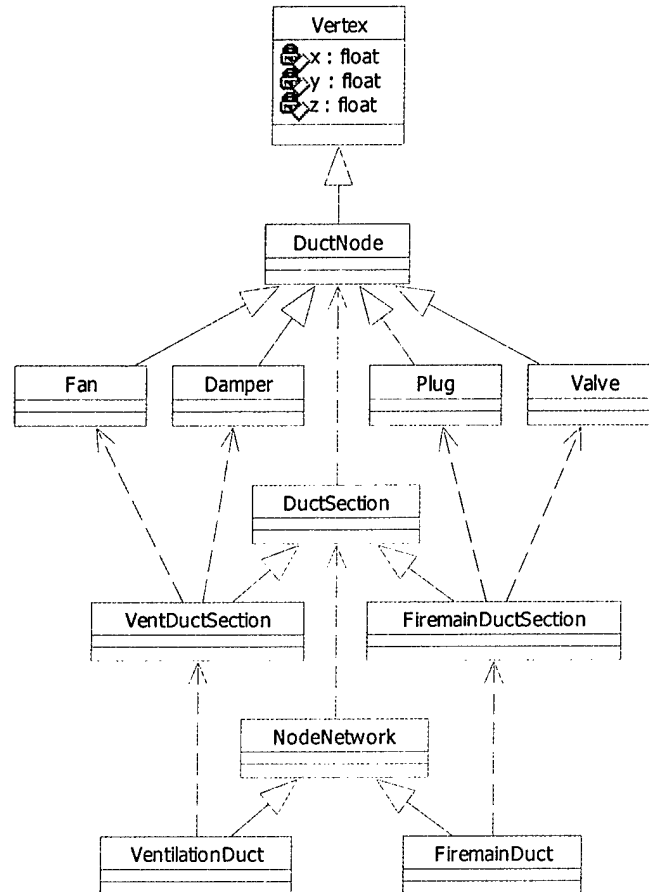 Vertex
x : float
y : float
z : float
DuctNode
Fan
Damper
Plug
Valve
DuctSection
VentDuctSection
FiremainDuctSection
NodeNetwork
VentilationDuct
FiremainDuct